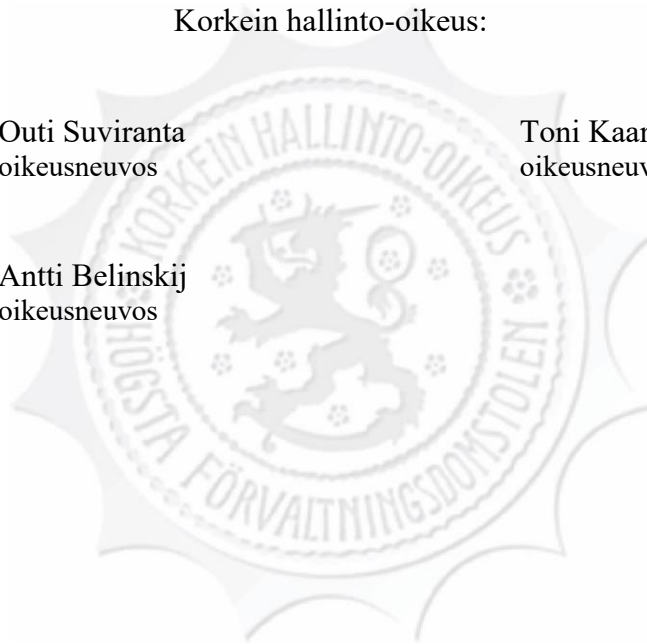 Korkein hallinto-oikeus:
Outi Suviranta
oikeusneuvos
Toni
Antti Belinskij
oikeusneuvos
KORKEIN HALLINTO-OIKEUS
HÖGSTA FÖRVALTNINGSDOMSTOLEN